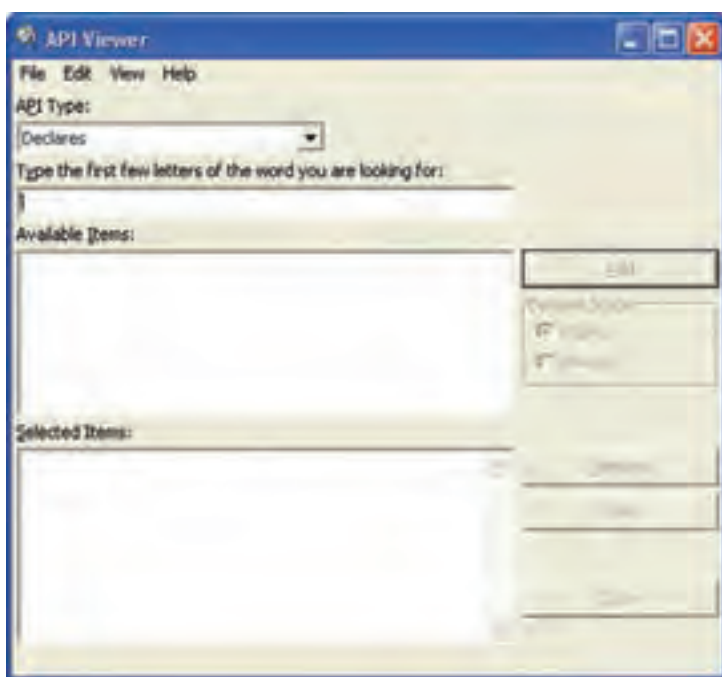 API Viewer
File Edit View Help
API Type:
Declares
Type the first few letters of the word you are looking for:
Available Items:
Add
Selected Items: